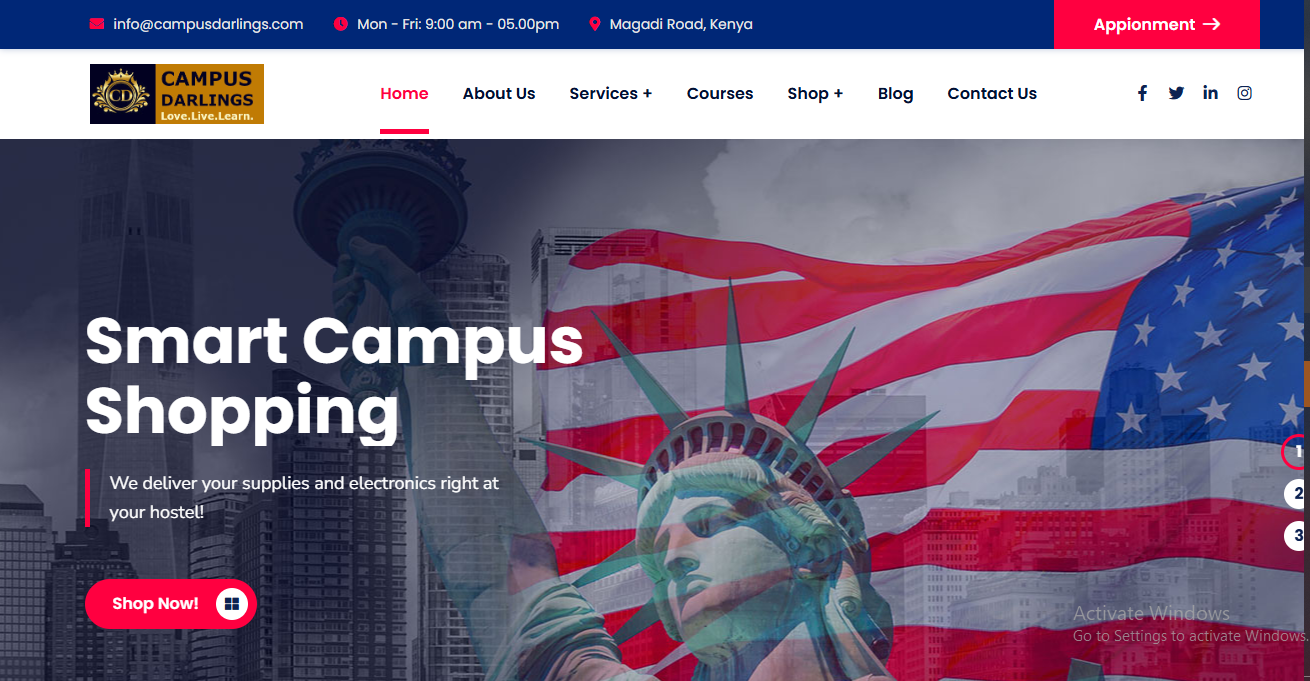 info@campusdarlings.com
Mon - Fri: 9:00 am - 05.00pm
Magadi Road, Kenya
Appionment
CD
CAMPUS
DARLINGS
Love.Live.Learn.
Home
About Us
Services +
Courses
Shop +
Blog
Contact Us
Smart Campus
Shopping
We deliver your supplies and electronics right at
your hostel!
Shop Now!
1
2
3
Activate Windows
Go to Settings to activate Windows.